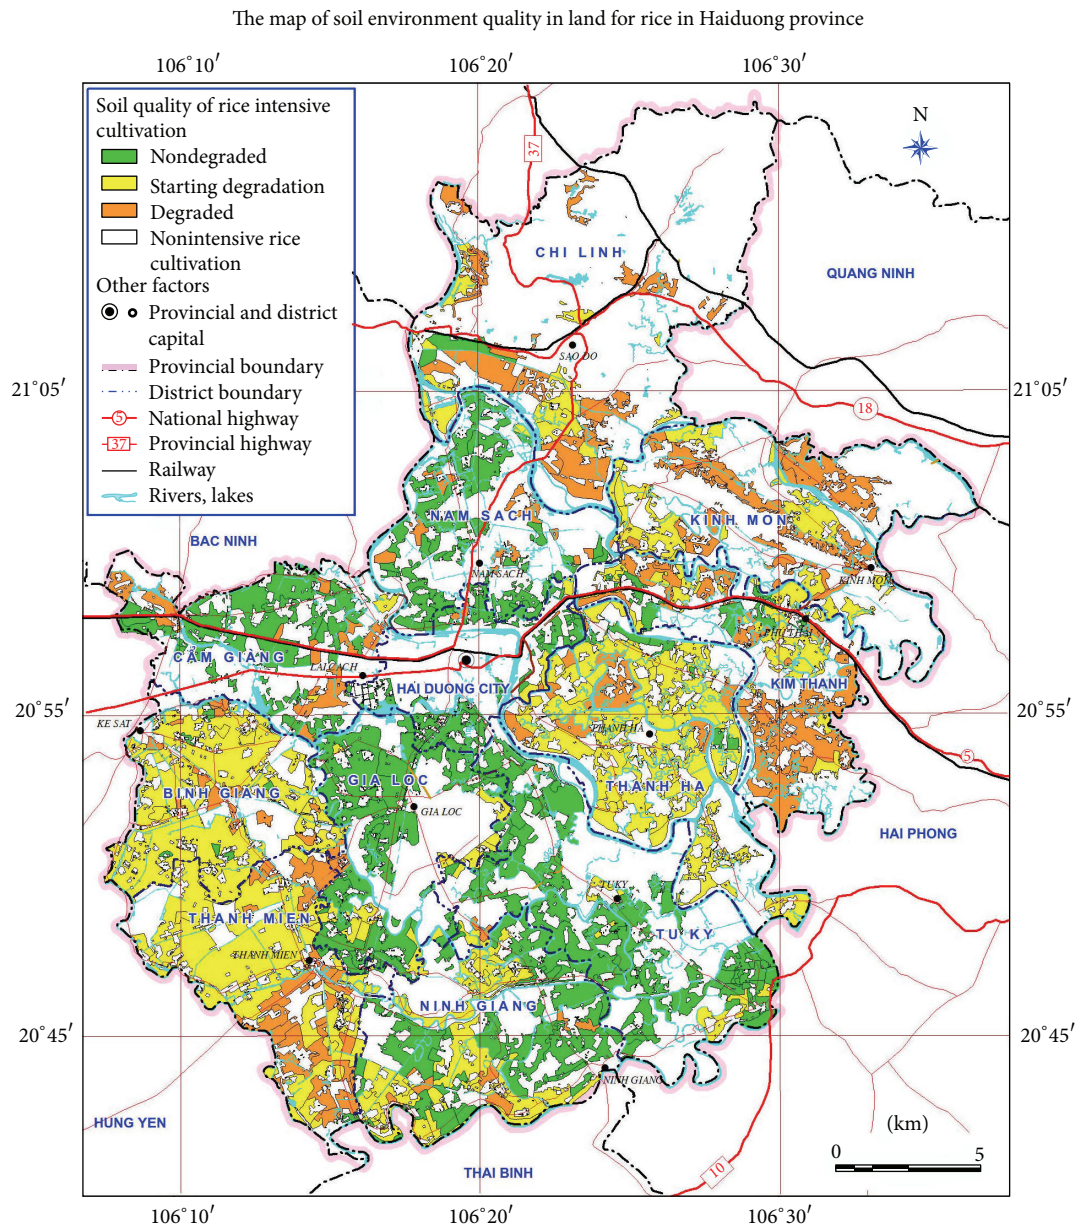 The map of soil environment quality in land for rice in Haiduong province
106°10′ 106°20′ 106°30′
Soil quality of rice intensive
cultivation
Nondegraded
Starting degradation
Degraded
Nonintensive rice
cultivation
Other factors
Provincial and district
capital
Provincial boundary
District boundary
5 National highway
37 Provincial highway
Railway
Rivers, lakes
N
37
CHI LINH
QUANG NINH
SAO DO
21°05′ 21°05′
18
NAM SACH
KINH MON
BAC NINH
NAM SACH
KINH MON
PHU THAI
CẨM GIANG
LAI CACH
HAI DUONG CITY
KIM THANH
20°55′ 20°55′
KE SAT
THANH HA
5
GIA LOC
BINH GIANG
THANH HA
GIA LOC
HAI PHONG
TU KY
THANH MIEN
TU KY
THANH MIEN
NINH GIANG
20°45′ 20°45′
NINH GIANG
HUNG YEN
(km)
0 5
THAI BINH
10
106°10′ 106°20′ 106°30′